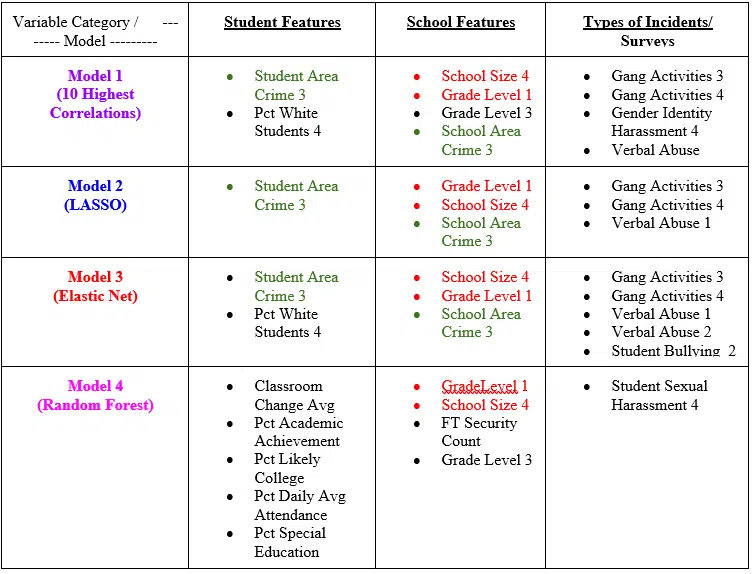 Variable Category / ---
----- Model ---------
Student Features
School Features
Types of Incidents/
Surveys
Model 1
(10 Highest
Correlations)
Student Area
Crime 3
Pct White
Students 4
School Size 4
Grade Level 1
Grade Level 3
School Area
Crime 3
Gang Activities 3
Gang Activities 4
Gender Identity
Harassment 4
Verbal Abuse
Model 2
(LASSO)
Student Area
Crime 3
Grade Level 1
School Size 4
School Area
Crime 3
Gang Activities 3
Gang Activities 4
Verbal Abuse 1
Model 3
(Elastic Net)
Student Area
Crime 3
Pct White
Students 4
School Size 4
Grade Level 1
School Area
Crime 3
Gang Activities 3
Gang Activities 4
Verbal Abuse 1
Verbal Abuse 2
Student Bullying 2
Model 4
(Random Forest)
Classroom
Change Avg
Pct Academic
Achievement
Pct Likely
College
Pct Daily Avg
Attendance
Pct Special
Education
GradeLevel 1
School Size 4
FT Security
Count
Grade Level 3
Student Sexual
Harassment 4